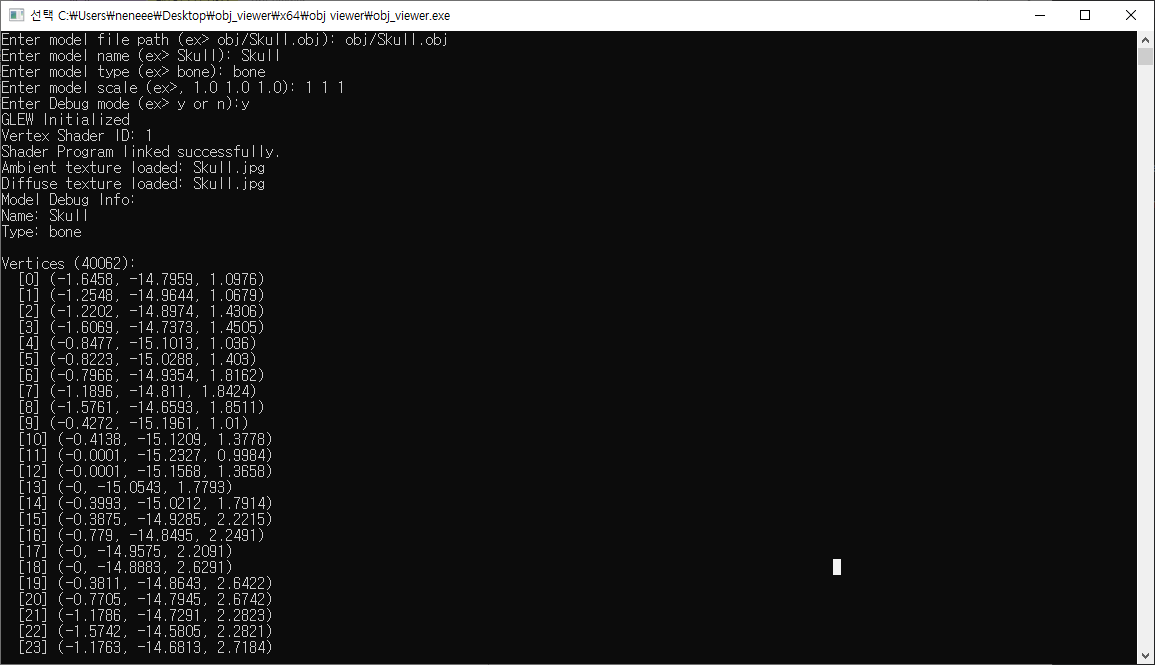 선택 C:₩Users₩neneee₩Desktop₩obj_viewer₩x64₩obj viewer₩obj_viewer.exe
Enter model file path (ex> obj/Skull.obj): obj/Skull.obj
Enter model name (ex> Skull): Skull
Enter model type (ex> bone): bone
Enter model scale (ex>, 1.0 1.0 1.0): 1 1 1
Enter Debug mode (ex> y or n):y
GLEW Initialized
Vertex Shader ID: 1
Shader Program linked successfully.
Ambient texture loaded: Skull.jpg
Diffuse texture loaded: Skull.jpg
Model Debug Info:
Name: Skull
Type: bone
Vertices (40062):
[0] (-1.6458, -14.7959, 1.0976)
[1] (-1.2548, -14.9644, 1.0679)
[2] (-1.2202, -14.8974, 1.4306)
[3] (-1.6069, -14.7373, 1.4505)
[4] (-0.8477, -15.1013, 1.036)
[5] (-0.8223, -15.0288, 1.403)
[6] (-0.7966, -14.9354, 1.8162)
[7] (-1.1896, -14.811, 1.8424)
[8] (-1.5761, -14.6593, 1.8511)
[9] (-0.4272, -15.1961, 1.01)
[10] (-0.4138, -15.1209, 1.3778)
[11] (-0.0001, -15.2327, 0.9984)
[12] (-0.0001, -15.1568, 1.3658)
[13] (-0, -15.0543, 1.7793)
[14] (-0.3993, -15.0212, 1.7914)
[15] (-0.3875, -14.9285, 2.2215)
[16] (-0.779, -14.8495, 2.2491)
[17] (-0, -14.9575, 2.2091)
[18] (-0, -14.8883, 2.6291)
[19] (-0.3811, -14.8643, 2.6422)
[20] (-0.7705, -14.7945, 2.6742)
[21] (-1.1786, -14.7291, 2.2823)
[22] (-1.5742, -14.5805, 2.2821)
[23] (-1.1763, -14.6813, 2.7184)